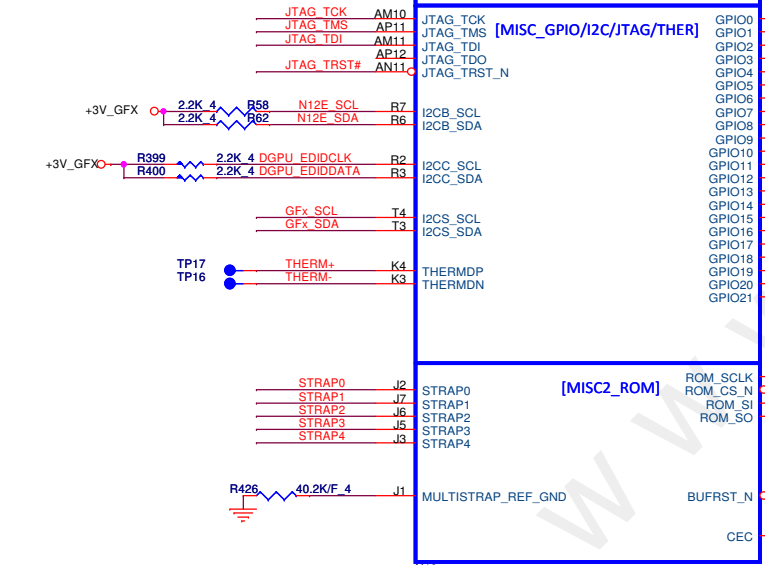 JTAG_TCK AM10 JTAG_TCK [MISC_GPIO/I2C/JTAG/THER] GPIO0
JTAG_TMS AP11 JTAG_TMS GPIO1
JTAG_TDI AM11 JTAG_TDI GPIO2
AP12 JTAG_TDO GPIO3
JTAG_TRST# AN11 JTAG_TRST_N GPIO4
GPIO5
GPIO6
+3V_GFX 2.2K_4 R58 N12E_SCL R7 I2CB_SCL GPIO7
2.2K_4 R62 N12E_SDA R6 I2CB_SDA GPIO8
GPIO9
GPIO10
+3V_GFX R399 2.2K_4 DGPU_EDIDCLK R2 I2CC_SCL GPIO11
R400 2.2K_4 DGPU_EDIDDATA R3 I2CC_SDA GPIO12
GPIO13
GPIO14
GFx_SCL T4 I2CS_SCL GPIO15
GFx_SDA T3 I2CS_SDA GPIO16
GPIO17
GPIO18
TP17 THERM+ K4 THERMDP GPIO19
TP16 THERM- K3 THERMDN GPIO20
GPIO21
ROM_SCLK
STRAP0 J2 STRAP0 [MISC2_ROM] ROM_CS_N
STRAP1 J7 STRAP1 ROM_SI
STRAP2 J6 STRAP2 ROM_SO
STRAP3 J5 STRAP3
STRAP4 J3 STRAP4
R426 40.2K/F_4 J1 MULTISTRAP_REF_GND BUFRST_N
CEC
W W